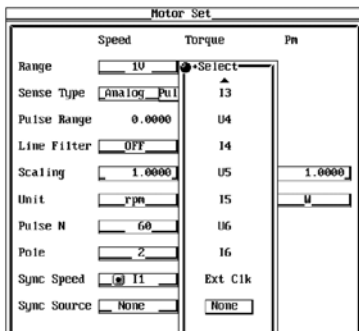 Motor Set
Speed Torque Pm
Range 1V Select
Sense Type Analog Pul I3
Pulse Range 0.0000 U4
Line Filter OFF I4
Scaling 1.0000 U5 1.0000
Unit rpm I5 W
Pulse N 60 U6
Pole 2 I6
Sync Speed I1 Ext Clk
Sync Source None None